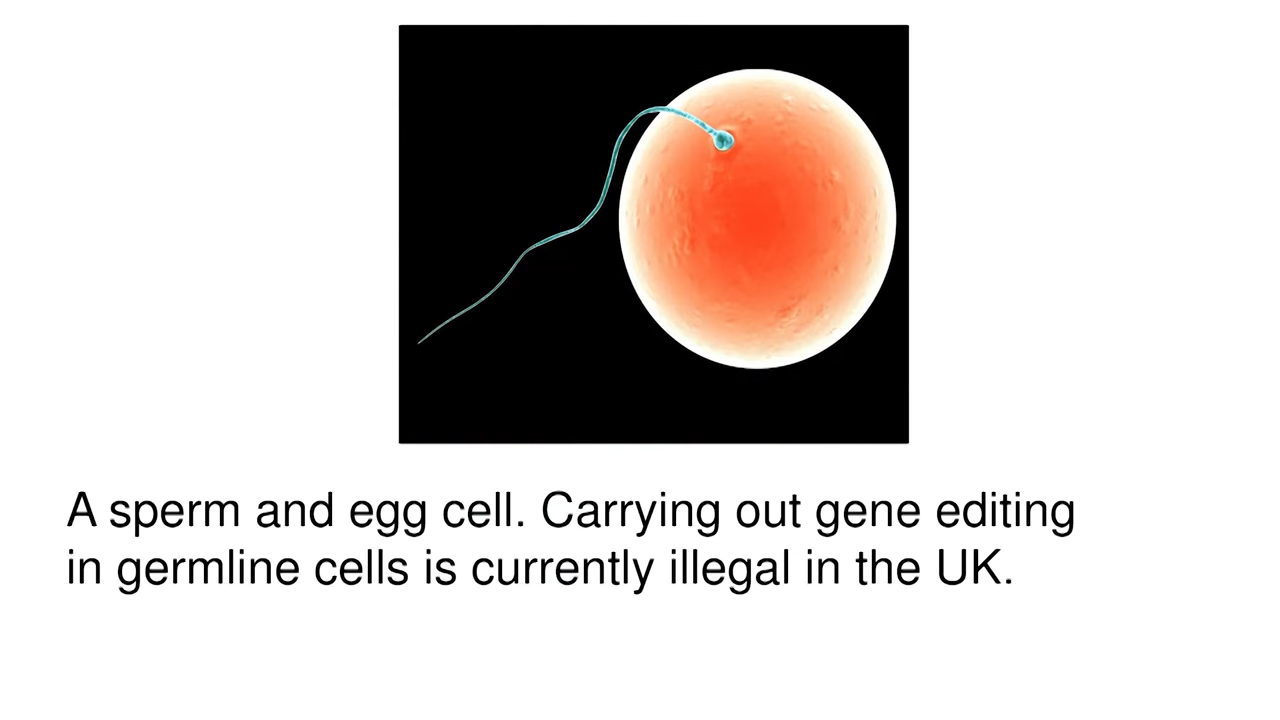 A sperm and egg cell. Carrying out gene editing
in germline cells is currently illegal in the UK.